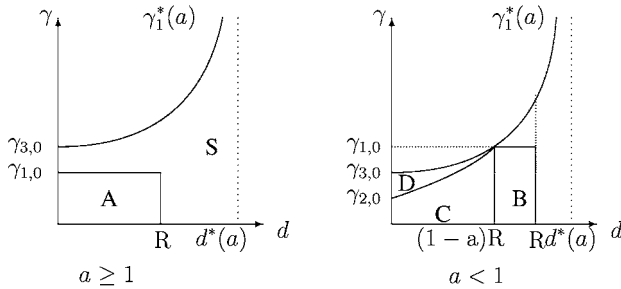 γ
γ₁*(a)
γ₃,₀
γ₁,₀
S
A
R
d*(a)
d
a ≥ 1
γ
γ₁*(a)
γ₁,₀
γ₃,₀
γ₂,₀
D
C
B
(1 − a)R
R
d*(a)
d
a < 1